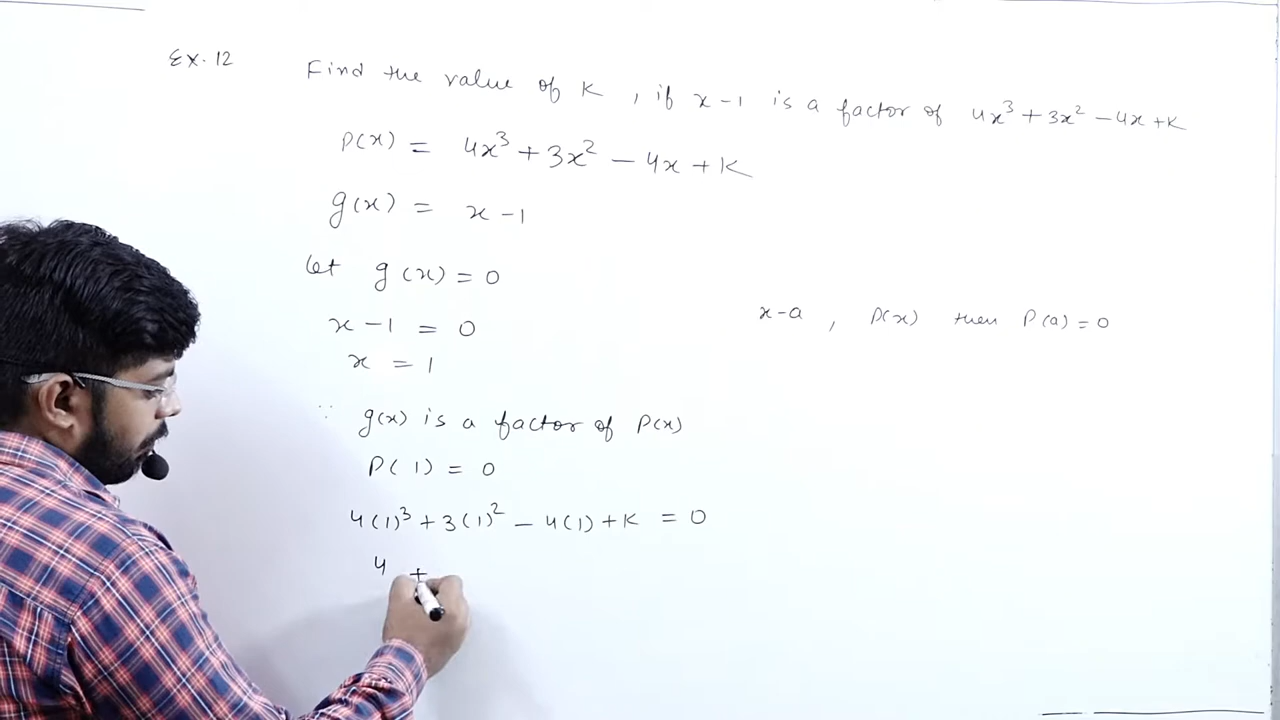 Ex. 12 Find the value of K, if x-1 is a factor of 4x³ + 3x² - 4x + K
P(x) = 4x³ + 3x² - 4x + K
g(x) = x - 1
Let g(x) = 0
x - 1 = 0
x - a, P(x) then P(a) = 0
x = 1
∵ g(x) is a factor of P(x)
P(1) = 0
4(1)³ + 3(1)² - 4(1) + K = 0
4 +